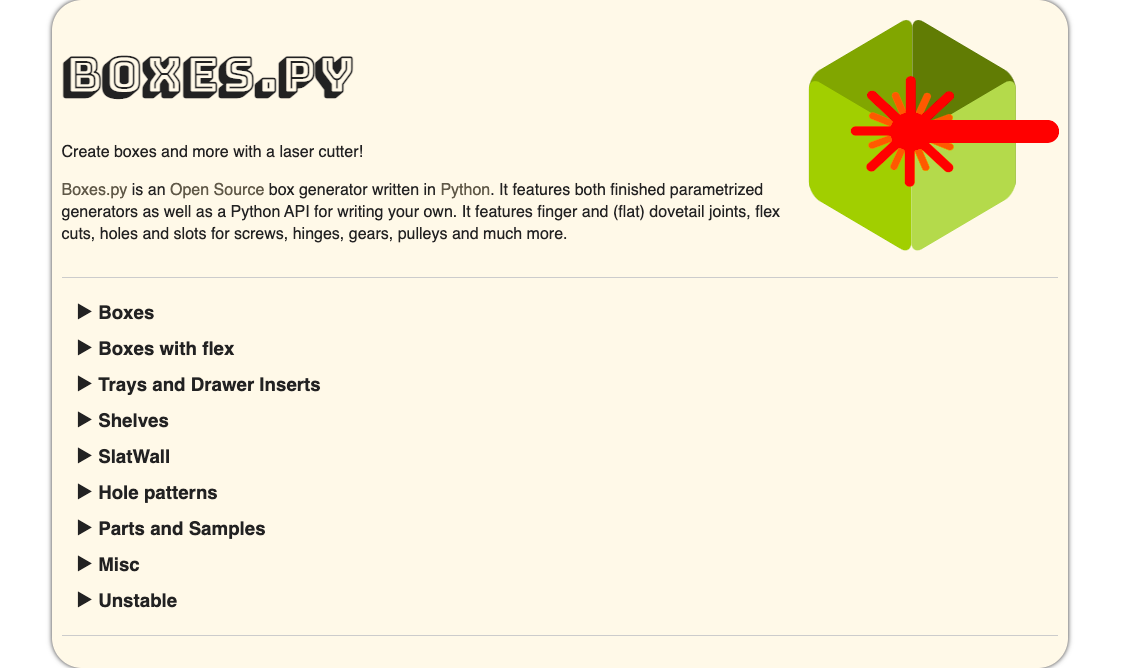 BOXES.PY
Create boxes and more with a laser cutter!
Boxes.py is an Open Source box generator written in Python. It features both finished parametrized
generators as well as a Python API for writing your own. It features finger and (flat) dovetail joints, flex
cuts, holes and slots for screws, hinges, gears, pulleys and much more.
Boxes
Boxes with flex
Trays and Drawer Inserts
Shelves
SlatWall
Hole patterns
Parts and Samples
Misc
Unstable